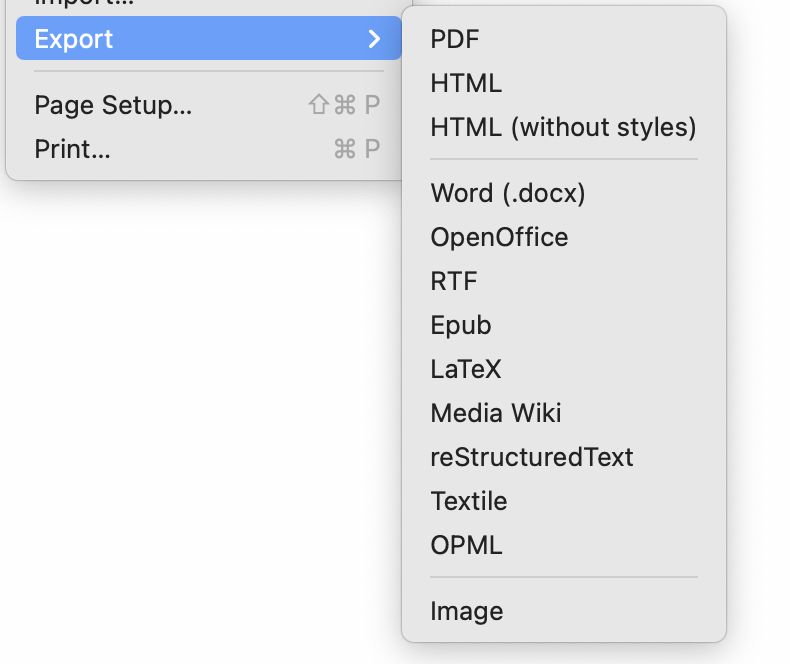 Import...
Export
Page Setup... ⇧⌘ P
Print... ⌘ P
PDF
HTML
HTML (without styles)
Word (.docx)
OpenOffice
RTF
Epub
LaTeX
Media Wiki
reStructuredText
Textile
OPML
Image